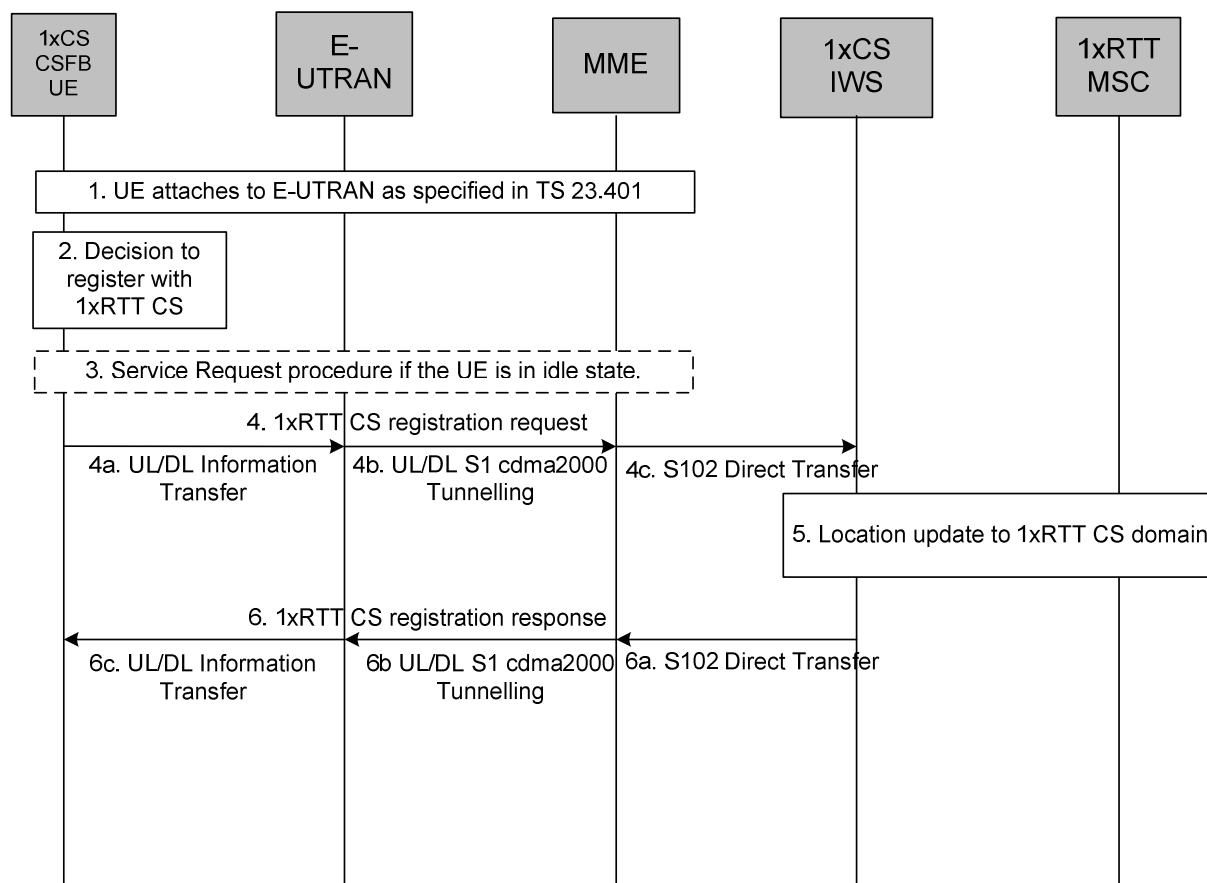 1xCS
CSFB
UE
E-
UTRAN
MME
1xCS
IWS
1xRTT
MSC
1. UE attaches to E-UTRAN as specified in TS 23.401
2. Decision to
register with
1xRTT CS
3. Service Request procedure if the UE is in idle state.
4. 1xRTT CS registration request
4a. UL/DL Information
Transfer
4b. UL/DL S1 cdma2000
Tunnelling
4c. S102 Direct Transfer
5. Location update to 1xRTT CS domain
6. 1xRTT CS registration response
6c. UL/DL Information
Transfer
6b UL/DL S1 cdma2000
Tunnelling
6a. S102 Direct Transfer